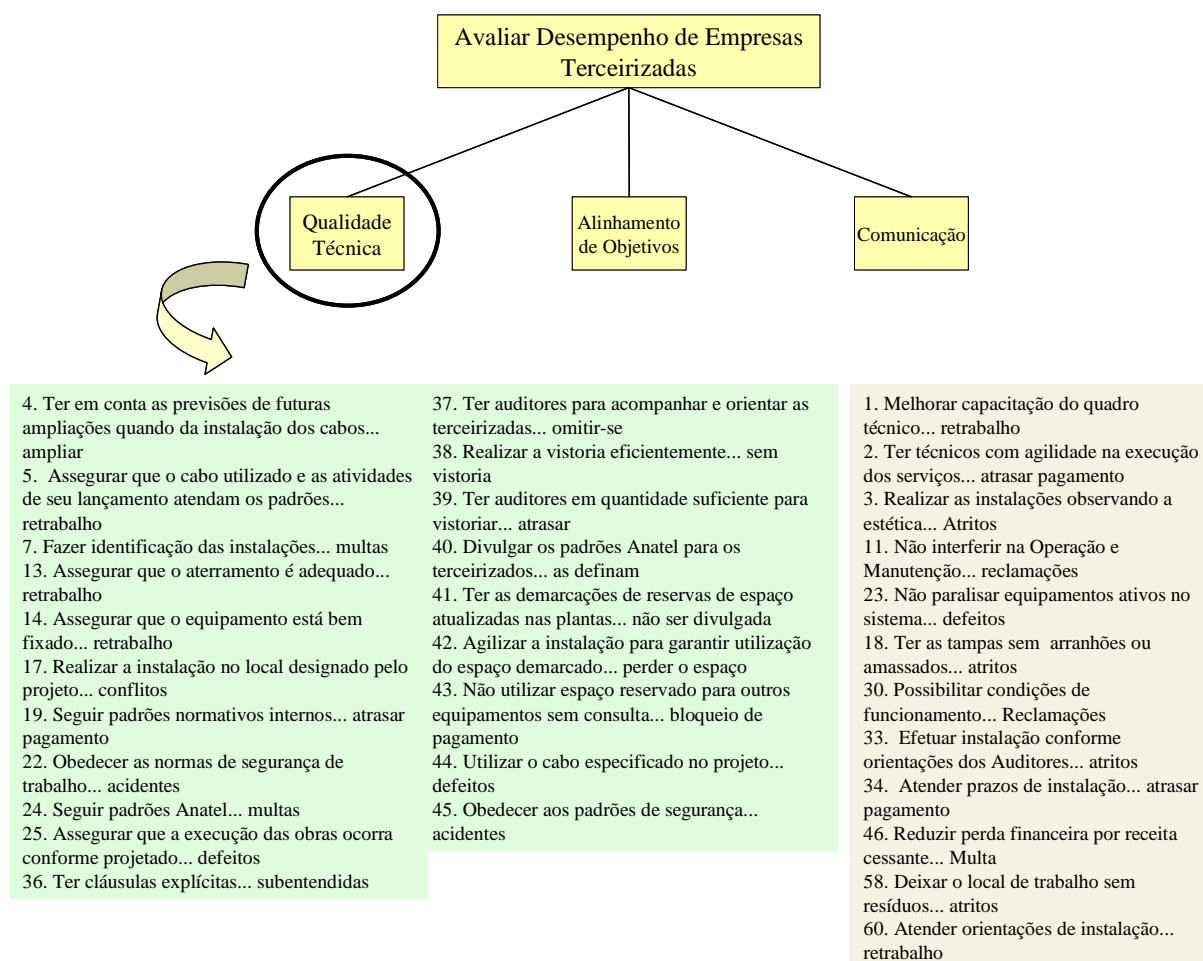 Avaliar Desempenho de Empresas
Terceirizadas
Qualidade
Técnica
Alinhamento
de Objetivos
Comunicação
4. Ter em conta as previsões de futuras
ampliações quando da instalação dos cabos...
ampliar
5.  Assegurar que o cabo utilizado e as atividades
de seu lançamento atendam os padrões...
retrabalho
7. Fazer identificação das instalações... multas
13. Assegurar que o aterramento é adequado...
retrabalho
14. Assegurar que o equipamento está bem
fixado... retrabalho
17. Realizar a instalação no local designado pelo
projeto... conflitos
19. Seguir padrões normativos internos... atrasar
pagamento
22. Obedecer as normas de segurança de
trabalho... acidentes
24. Seguir padrões Anatel... multas
25. Assegurar que a execução das obras ocorra
conforme projetado... defeitos
36. Ter cláusulas explícitas... subentendidas
37. Ter auditores para acompanhar e orientar as
terceirizadas... omitir-se
38. Realizar a vistoria eficientemente... sem
vistoria
39. Ter auditores em quantidade suficiente para
vistoriar... atrasar
40. Divulgar os padrões Anatel para os
terceirizados... as definam
41. Ter as demarcações de reservas de espaço
atualizadas nas plantas... não ser divulgada
42. Agilizar a instalação para garantir utilização
do espaço demarcado... perder o espaço
43. Não utilizar espaço reservado para outros
equipamentos sem consulta... bloqueio de
pagamento
44. Utilizar o cabo especificado no projeto...
defeitos
45. Obedecer aos padrões de segurança...
acidentes
1. Melhorar capacitação do quadro
técnico... retrabalho
2. Ter técnicos com agilidade na execução
dos serviços... atrasar pagamento
3. Realizar as instalações observando a
estética... Atritos
11. Não interferir na Operação e
Manutenção... reclamações
23. Não paralisar equipamentos ativos no
sistema... defeitos
18. Ter as tampas sem  arranhões ou
amassados... atritos
30. Possibilitar condições de
funcionamento... Reclamações
33.  Efetuar instalação conforme
orientações dos Auditores... atritos
34.  Atender prazos de instalação... atrasar
pagamento
46. Reduzir perda financeira por receita
cessante... Multa
58. Deixar o local de trabalho sem
resíduos... atritos
60. Atender orientações de instalação...
retrabalho